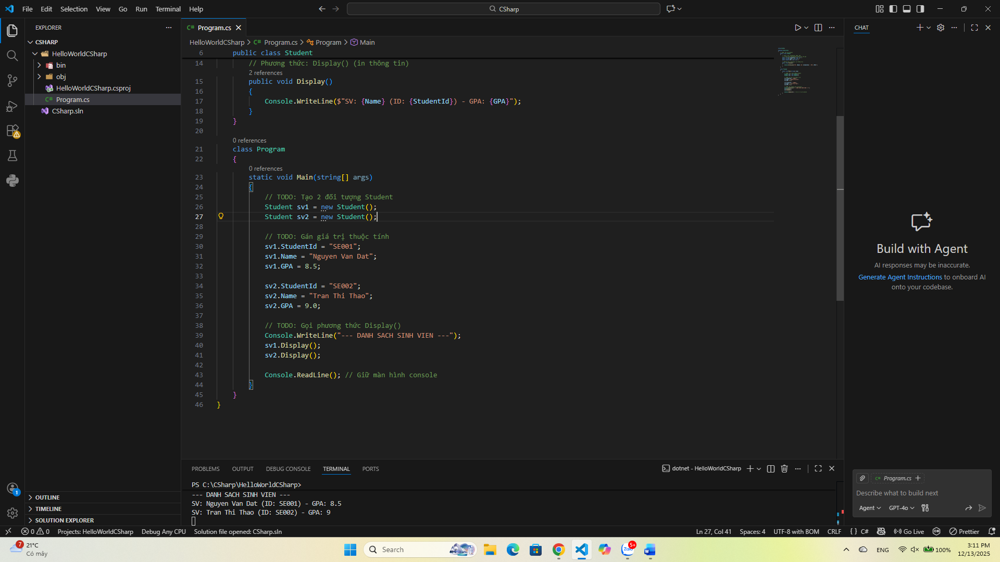 File Edit Selection View Go Run Terminal Help
CSharp
EXPLORER
CSHARP
HelloWorldCSharp
bin
obj
HelloWorldCSharp.csproj
C# Program.cs
CSharp.sln
OUTLINE
TIMELINE
SOLUTION EXPLORER
C# Program.cs
HelloWorldCSharp > C# Program.cs > Program > Main
6 public class Student
14 // Phương thức: Display() (in thông tin)
2 references
15 public void Display()
16 {
17 Console.WriteLine($"SV: {Name} (ID: {StudentId}) - GPA: {GPA}");
18 }
19 }
20
0 references
21 class Program
22 {
0 references
23 static void Main(string[] args)
24 {
25 // TODO: Tạo 2 đối tượng Student
26 Student sv1 = new Student();
27 Student sv2 = new Student();
28
29 // TODO: Gán giá trị thuộc tính
30 sv1.StudentId = "SE001";
31 sv1.Name = "Nguyen Van Dat";
32 sv1.GPA = 8.5;
33
34 sv2.StudentId = "SE002";
35 sv2.Name = "Tran Thi Thao";
36 sv2.GPA = 9.0;
37
38 // TODO: Gọi phương thức Display()
39 Console.WriteLine("--- DANH SACH SINH VIEN ---");
40 sv1.Display();
41 sv2.Display();
42
43 Console.ReadLine(); // Giữ màn hình console
44 }
45 }
46 }
PROBLEMS OUTPUT DEBUG CONSOLE TERMINAL PORTS
dotnet - HelloWorldCSharp
PS C:\CSharp\HelloWorldCSharp>
--- DANH SACH SINH VIEN ---
SV: Nguyen Van Dat (ID: SE001) - GPA: 8.5
SV: Tran Thi Thao (ID: SE002) - GPA: 9
CHAT
Build with Agent
AI responses may be inaccurate.
Generate Agent Instructions to onboard AI
onto your codebase.
C# Program.cs
Describe what to build next
Agent GPT-4o
1
0 0 Projects: HelloWorldCSharp Debug Any CPU Solution file opened: CSharp.sln
Ln 27, Col 41 Spaces: 4 UTF-8 with BOM CRLF { } C# Go Live Prettier
7
21°C
Có mây
Search
Zalo
5+
W
ENG
100%
3:11 PM
12/13/2025